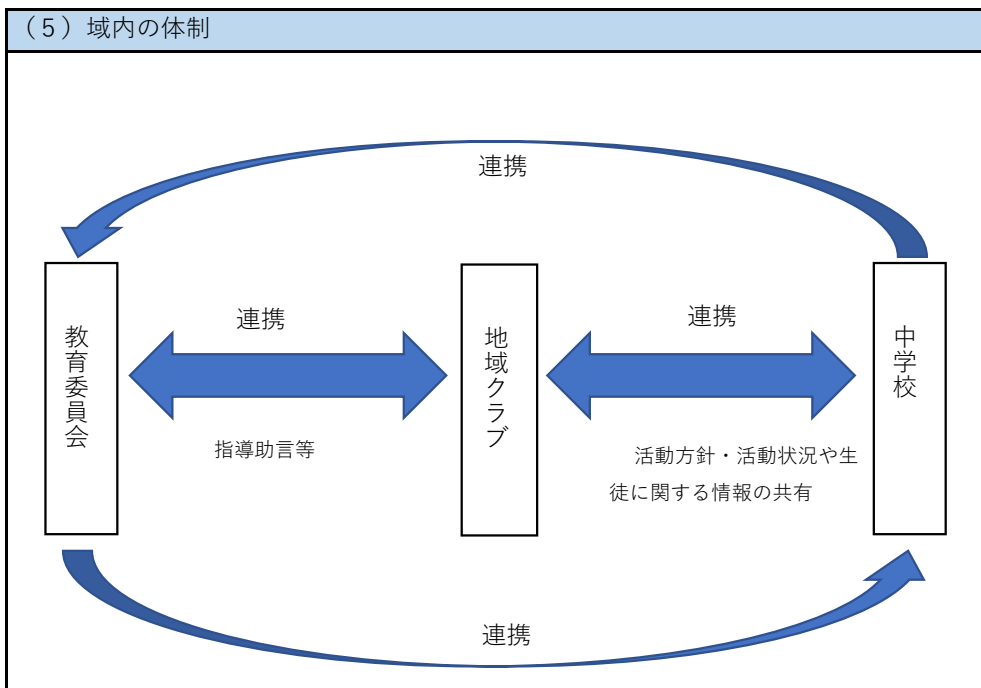 （5）域内の体制
連携
教育委員会
連携
指導助言等
地域クラブ
連携
活動方針・活動状況や生
徒に関する情報の共有
中学校
連携